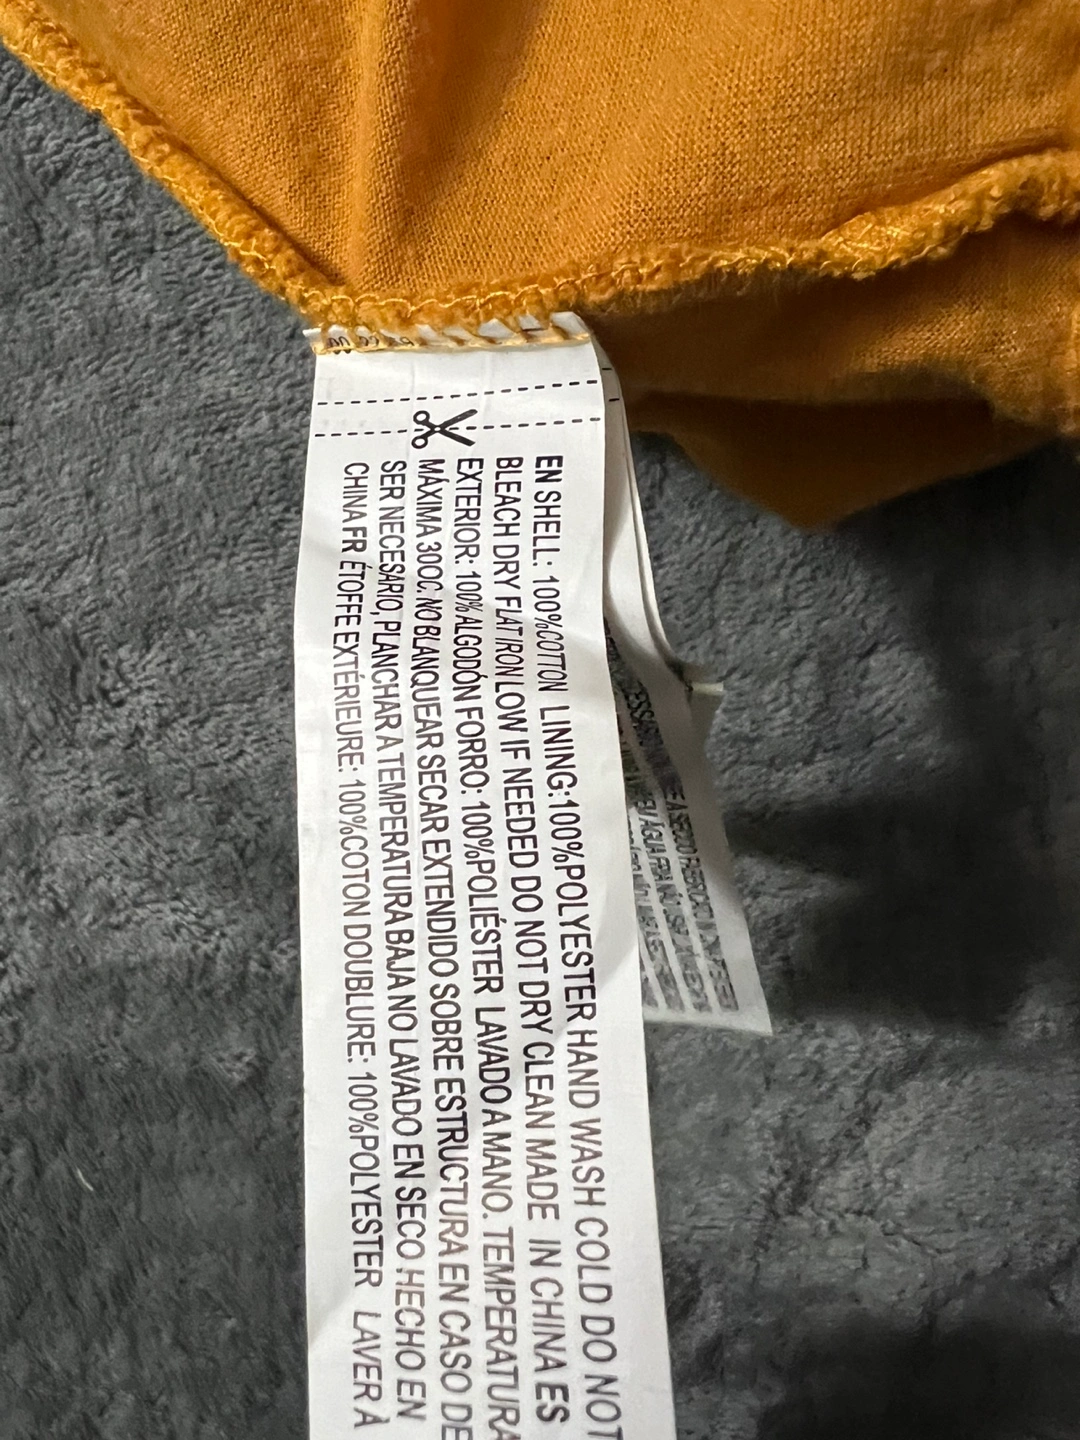 EN SHELL: 100%COTTON LINING:100%POLYESTER HAND WASH COLD DO NOT
BLEACH DRY FLAT IRON LOW IF NEEDED DO NOT DRY CLEAN MADE IN CHINA ES
EXTERIOR: 100%ALGODÓN FORRO: 100%POLIÉSTER LAVADO A MANO. TEMPERATURA
MÁXIMA 30OC. NO BLANQUEAR SECAR EXTENDIDO SOBRE ESTRUCTURA EN CASO DE
SER NECESARIO, PLANCHAR A TEMPERATURA BAJA NO LAVADO EN SECO HECHO EN
CHINA FR ÉTOFFE EXTÉRIEURE: 100%COTON DOUBLURE: 100%POLYESTER LAVER À